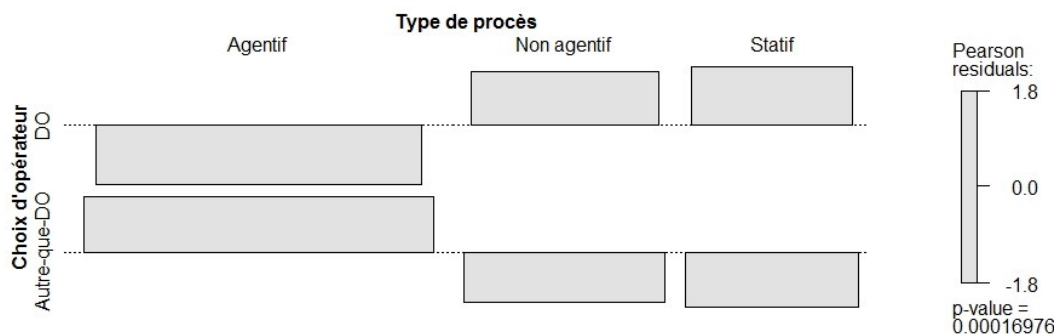 Type de procès
Agentif Non agentif Statif
Choix d'opérateur
DO
Autre-que-DO
Pearson
residuals:
1.8
0.0
-1.8
p-value =
0.00016976